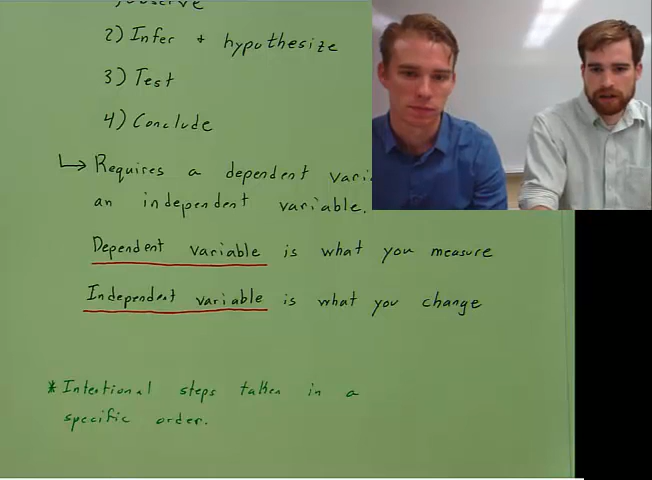 2) Infer + hypothesize
3) Test
4) Conclude
↳ Requires a dependent
an independent variable.
Dependent variable is what you measure
Independent variable is what you change
* Intentional steps taken in a
specific order.